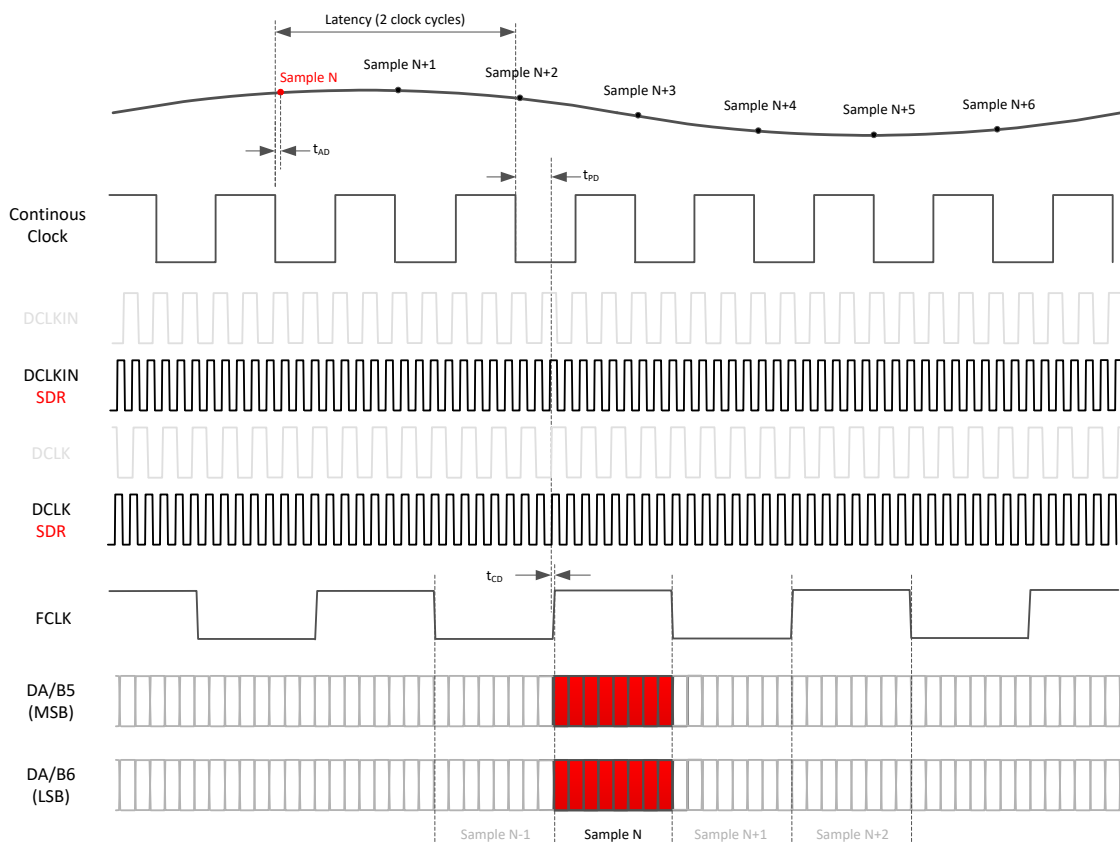 Latency (2 clock cycles)
Sample N
Sample N+1
Sample N+2
Sample N+3
Sample N+4
Sample N+5
Sample N+6
tAD
tPD
Continous
Clock
DCLKIN
DCLKIN
SDR
DCLK
DCLK
SDR
tCD
FCLK
DA/B5
(MSB)
DA/B6
(LSB)
Sample N-1
Sample N
Sample N+1
Sample N+2